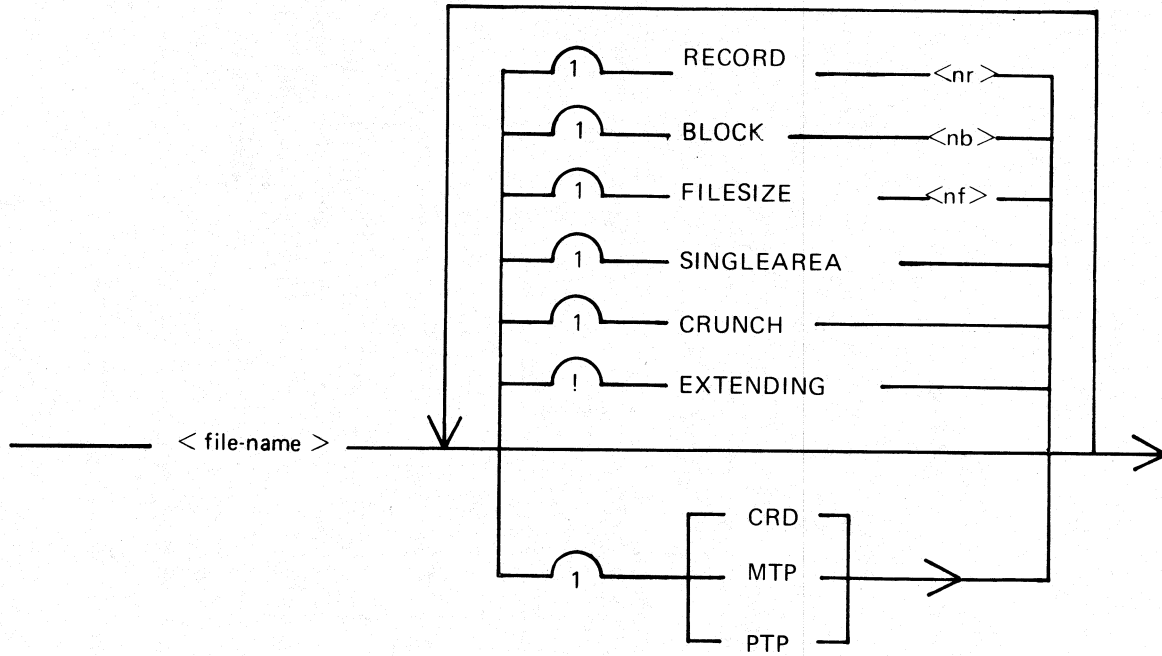 1 RECORD <nr>
1 BLOCK <nb>
1 FILESIZE <nf>
1 SINGLEAREA
1 CRUNCH
! EXTENDING
< file-name >
CRD
1 MTP
PTP